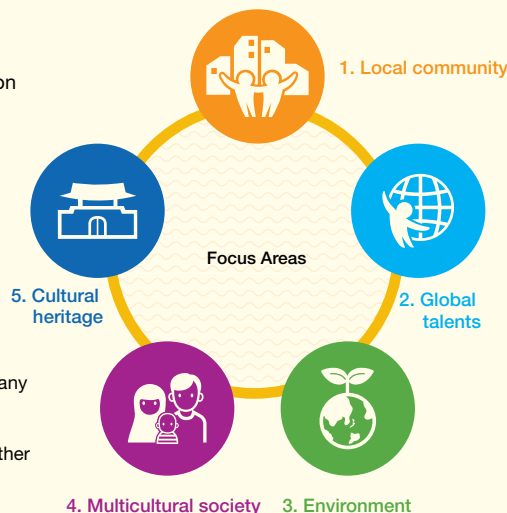 on
1. Local community
Focus Areas
2. Global
talents
5. Cultural
heritage
any
ther
4. Multicultural society
3. Environment